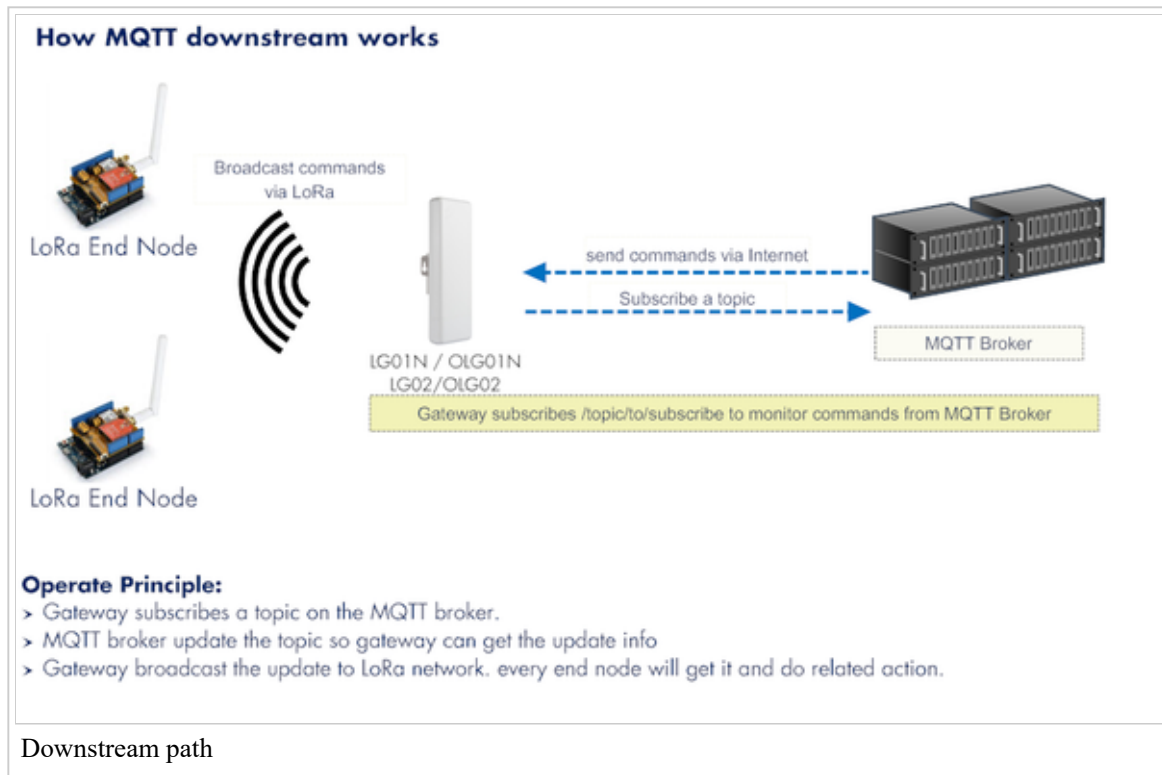 How MQTT downstream works
Broadcast commands
via LoRa
LoRa End Node
send commands via Internet
Subscribe a topic
MQTT Broker
LG01N / OLG01N
LG02/OLG02
Gateway subscribes /topic/to/subscribe to monitor commands from MQTT Broker
LoRa End Node
Operate Principle:
> Gateway subscribes a topic on the MQTT broker.
> MQTT broker update the topic so gateway can get the update info
> Gateway broadcast the update to LoRa network. every end node will get it and do related action.
Downstream path